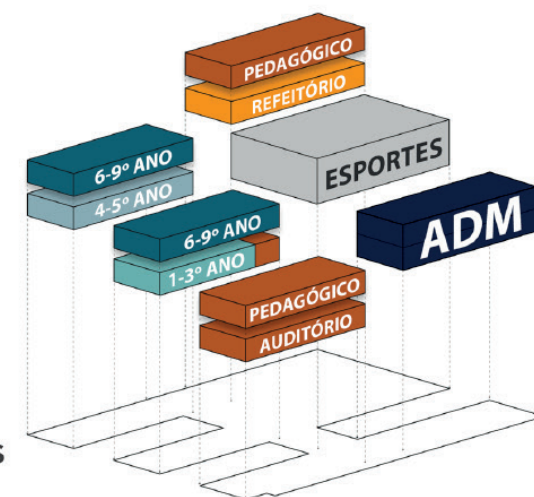 PEDAGÓGICO
REFEITÓRIO
ESPORTES
6-9º ANO
4-5º ANO
ADM
6-9º ANO
1-3º ANO
PEDAGÓGICO
AUDITÓRIO
S